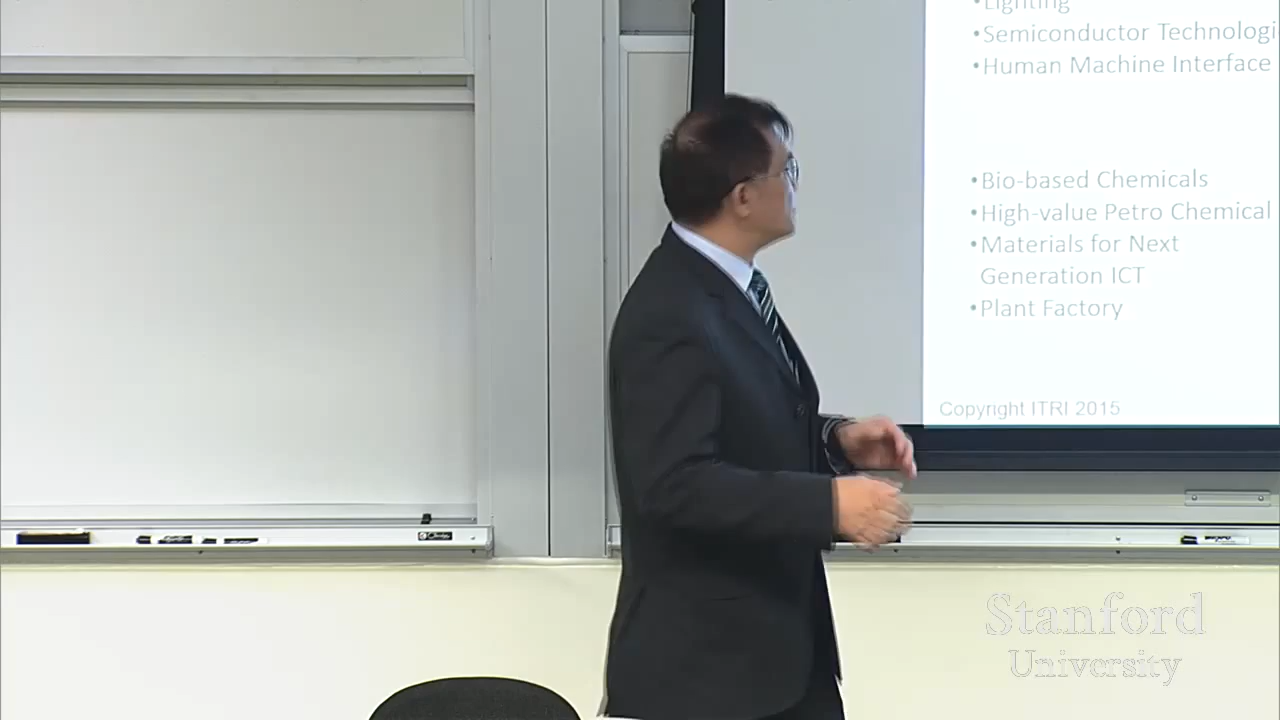 •Lighting
•Semiconductor Technologi
•Human Machine Interface
•Bio-based Chemicals
•High-value Petro Chemical
•Materials for Next
Generation ICT
•Plant Factory
Copyright ITRI 2015
Stanford
University